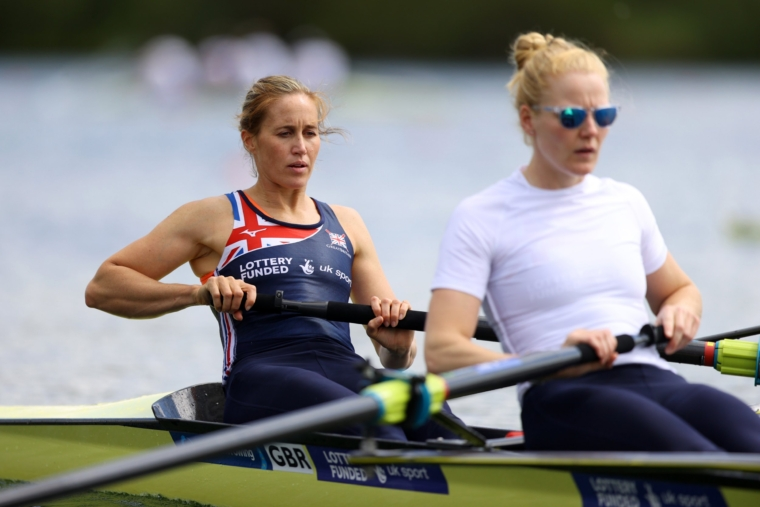 LOTTERY
FUNDED
uk sport
GBR
LOTTERY
FUNDED uk sport
LOTTERY
FUNDED uk sport